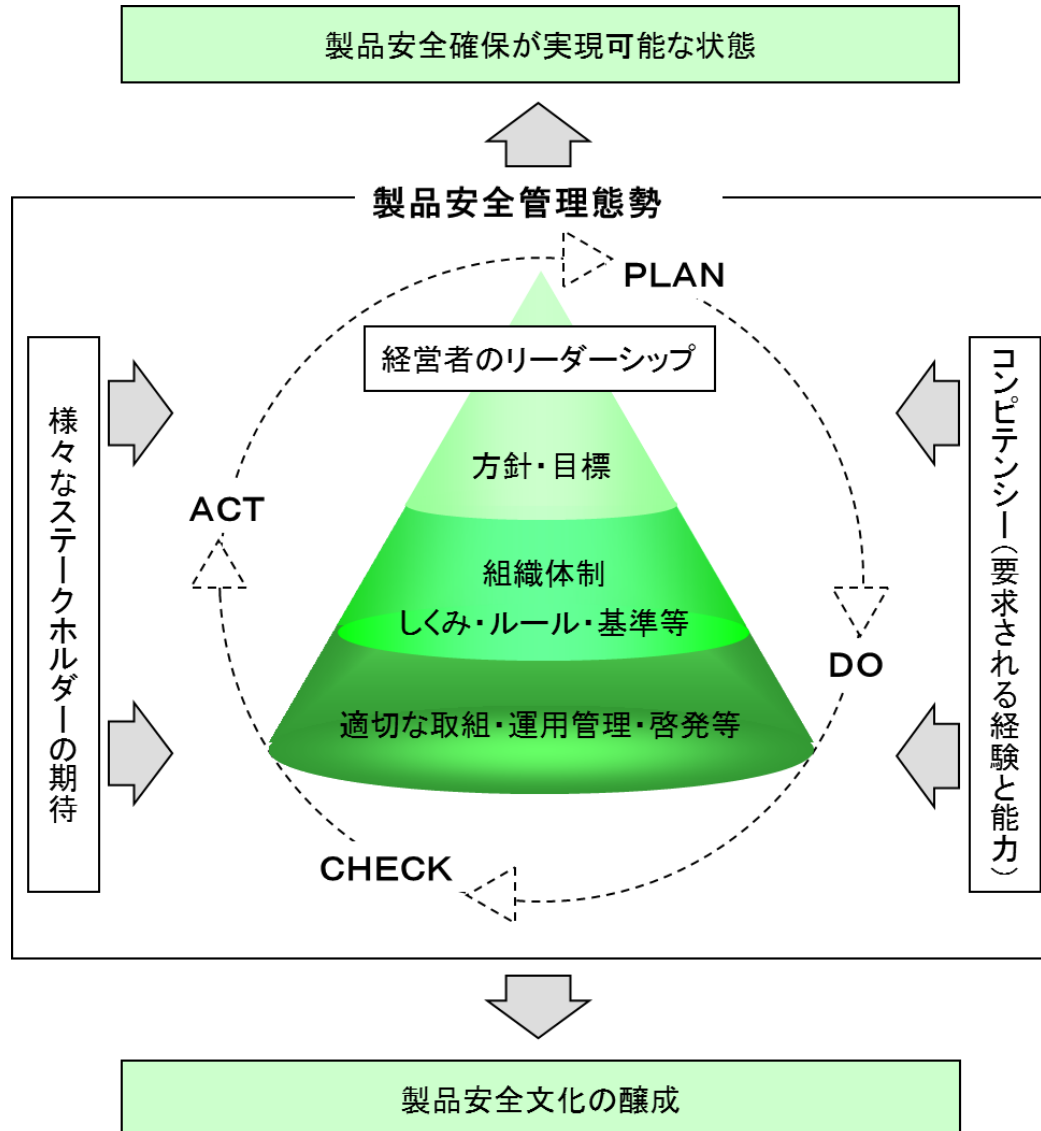 製品安全確保が実現可能な状態
製品安全管理態勢
PLAN
経営者のリーダーシップ
方針・目標
組織体制
しくみ・ルール・基準等
適切な取組・運用管理・啓発等
ACT
DO
CHECK
様々なステークホルダーの期待
コンピテンシー（要求される経験と能力）
製品安全文化の醸成